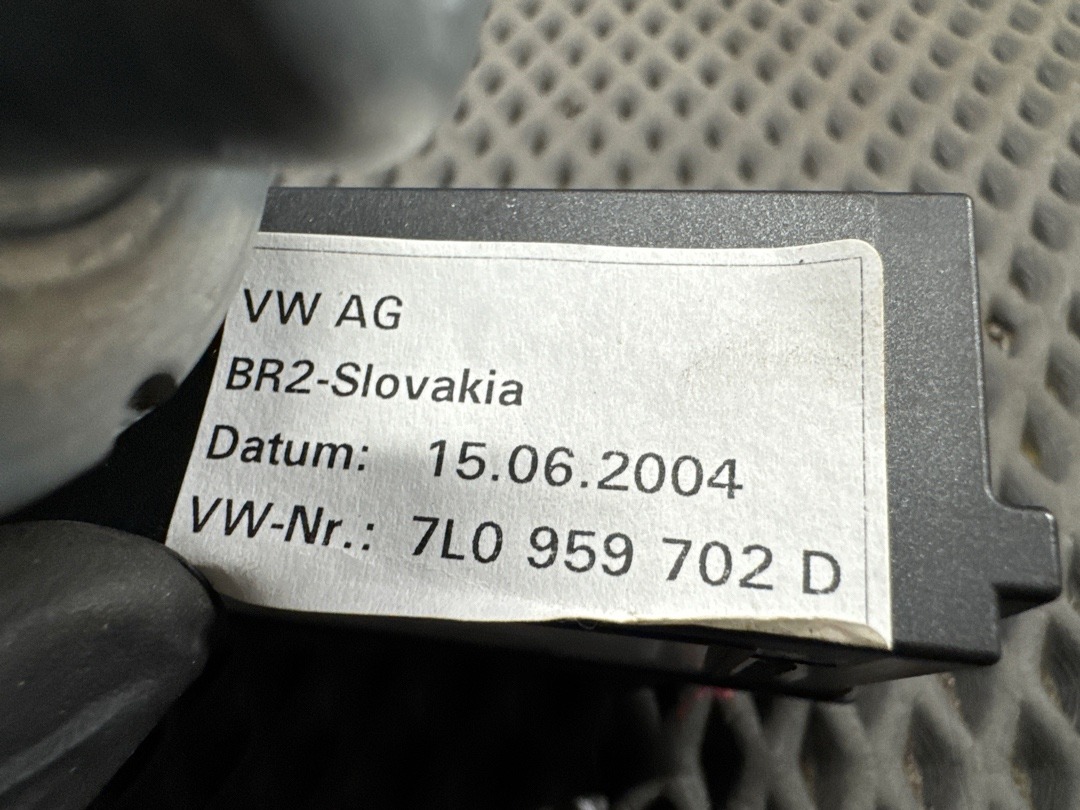 VW AG
BR2-Slovakia
Datum: 15.06.2004
VW-Nr.: 7L0 959 702 D